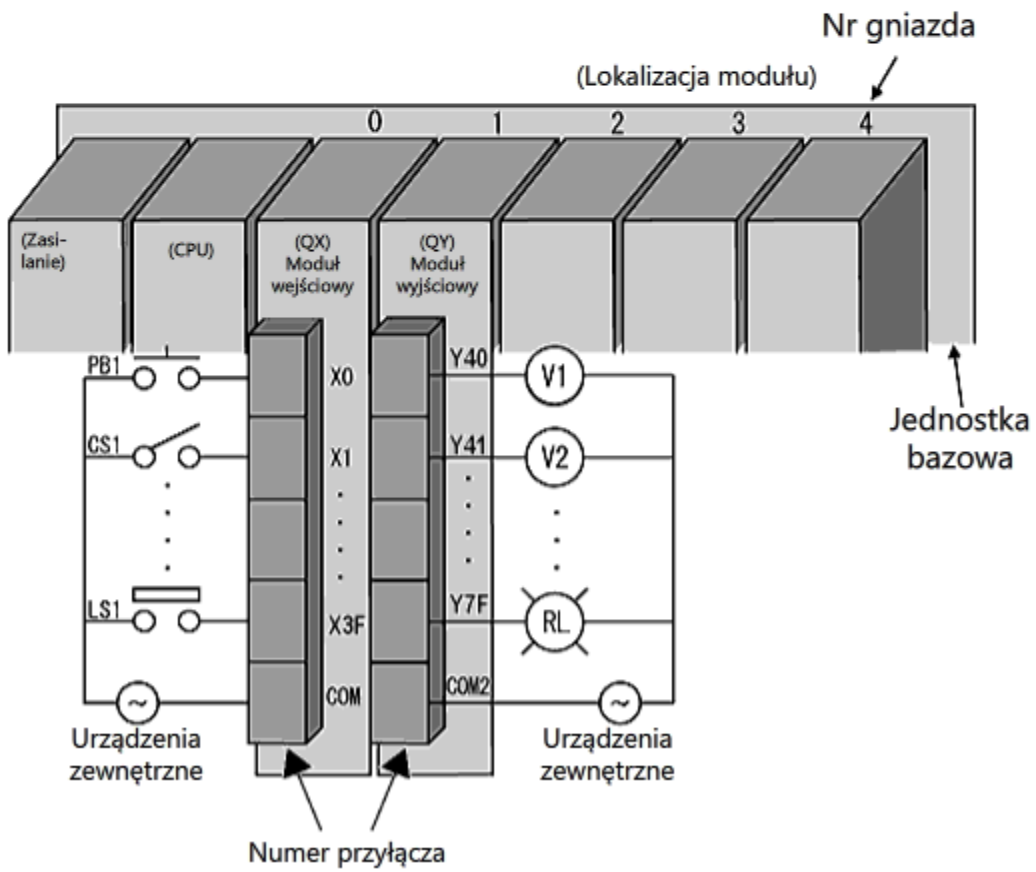 Nr gniazda
(Lokalizacja modułu)
0 1 2 3 4
(Zasi-
lanie)
(CPU)
(QX)
Moduł
wejściowy
(QY)
Moduł
wyjściowy
PB1
X0
Y40
V1
CS1
X1
Y41
V2
LS1
X3F
Y7F
RL
COM
COM2
~
~
Jednostka
bazowa
Urządzenia
zewnętrzne
Urządzenia
zewnętrzne
Numer przyłącza